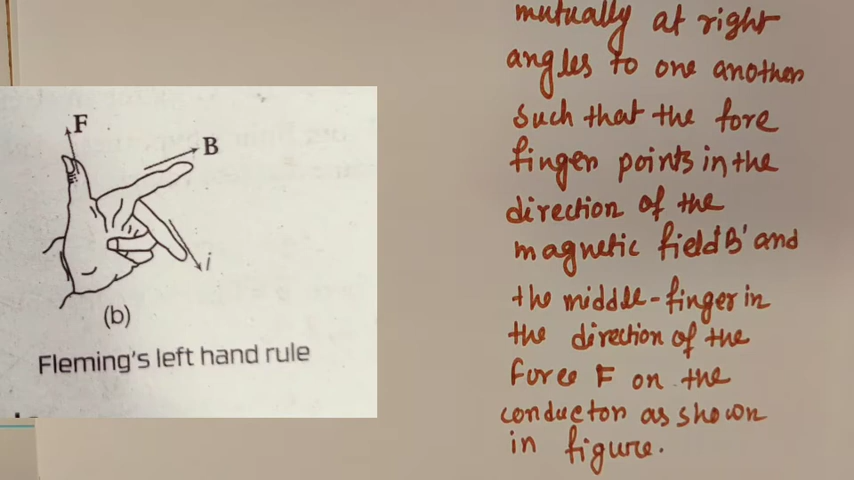 F
B
i
(b)
Fleming's left hand rule
mutually at right
angles to one another
such that the fore
finger points in the
direction of the
magnetic field 'B' and
the middle-finger in
the direction of the
force F on the
conductor as shown
in figure.